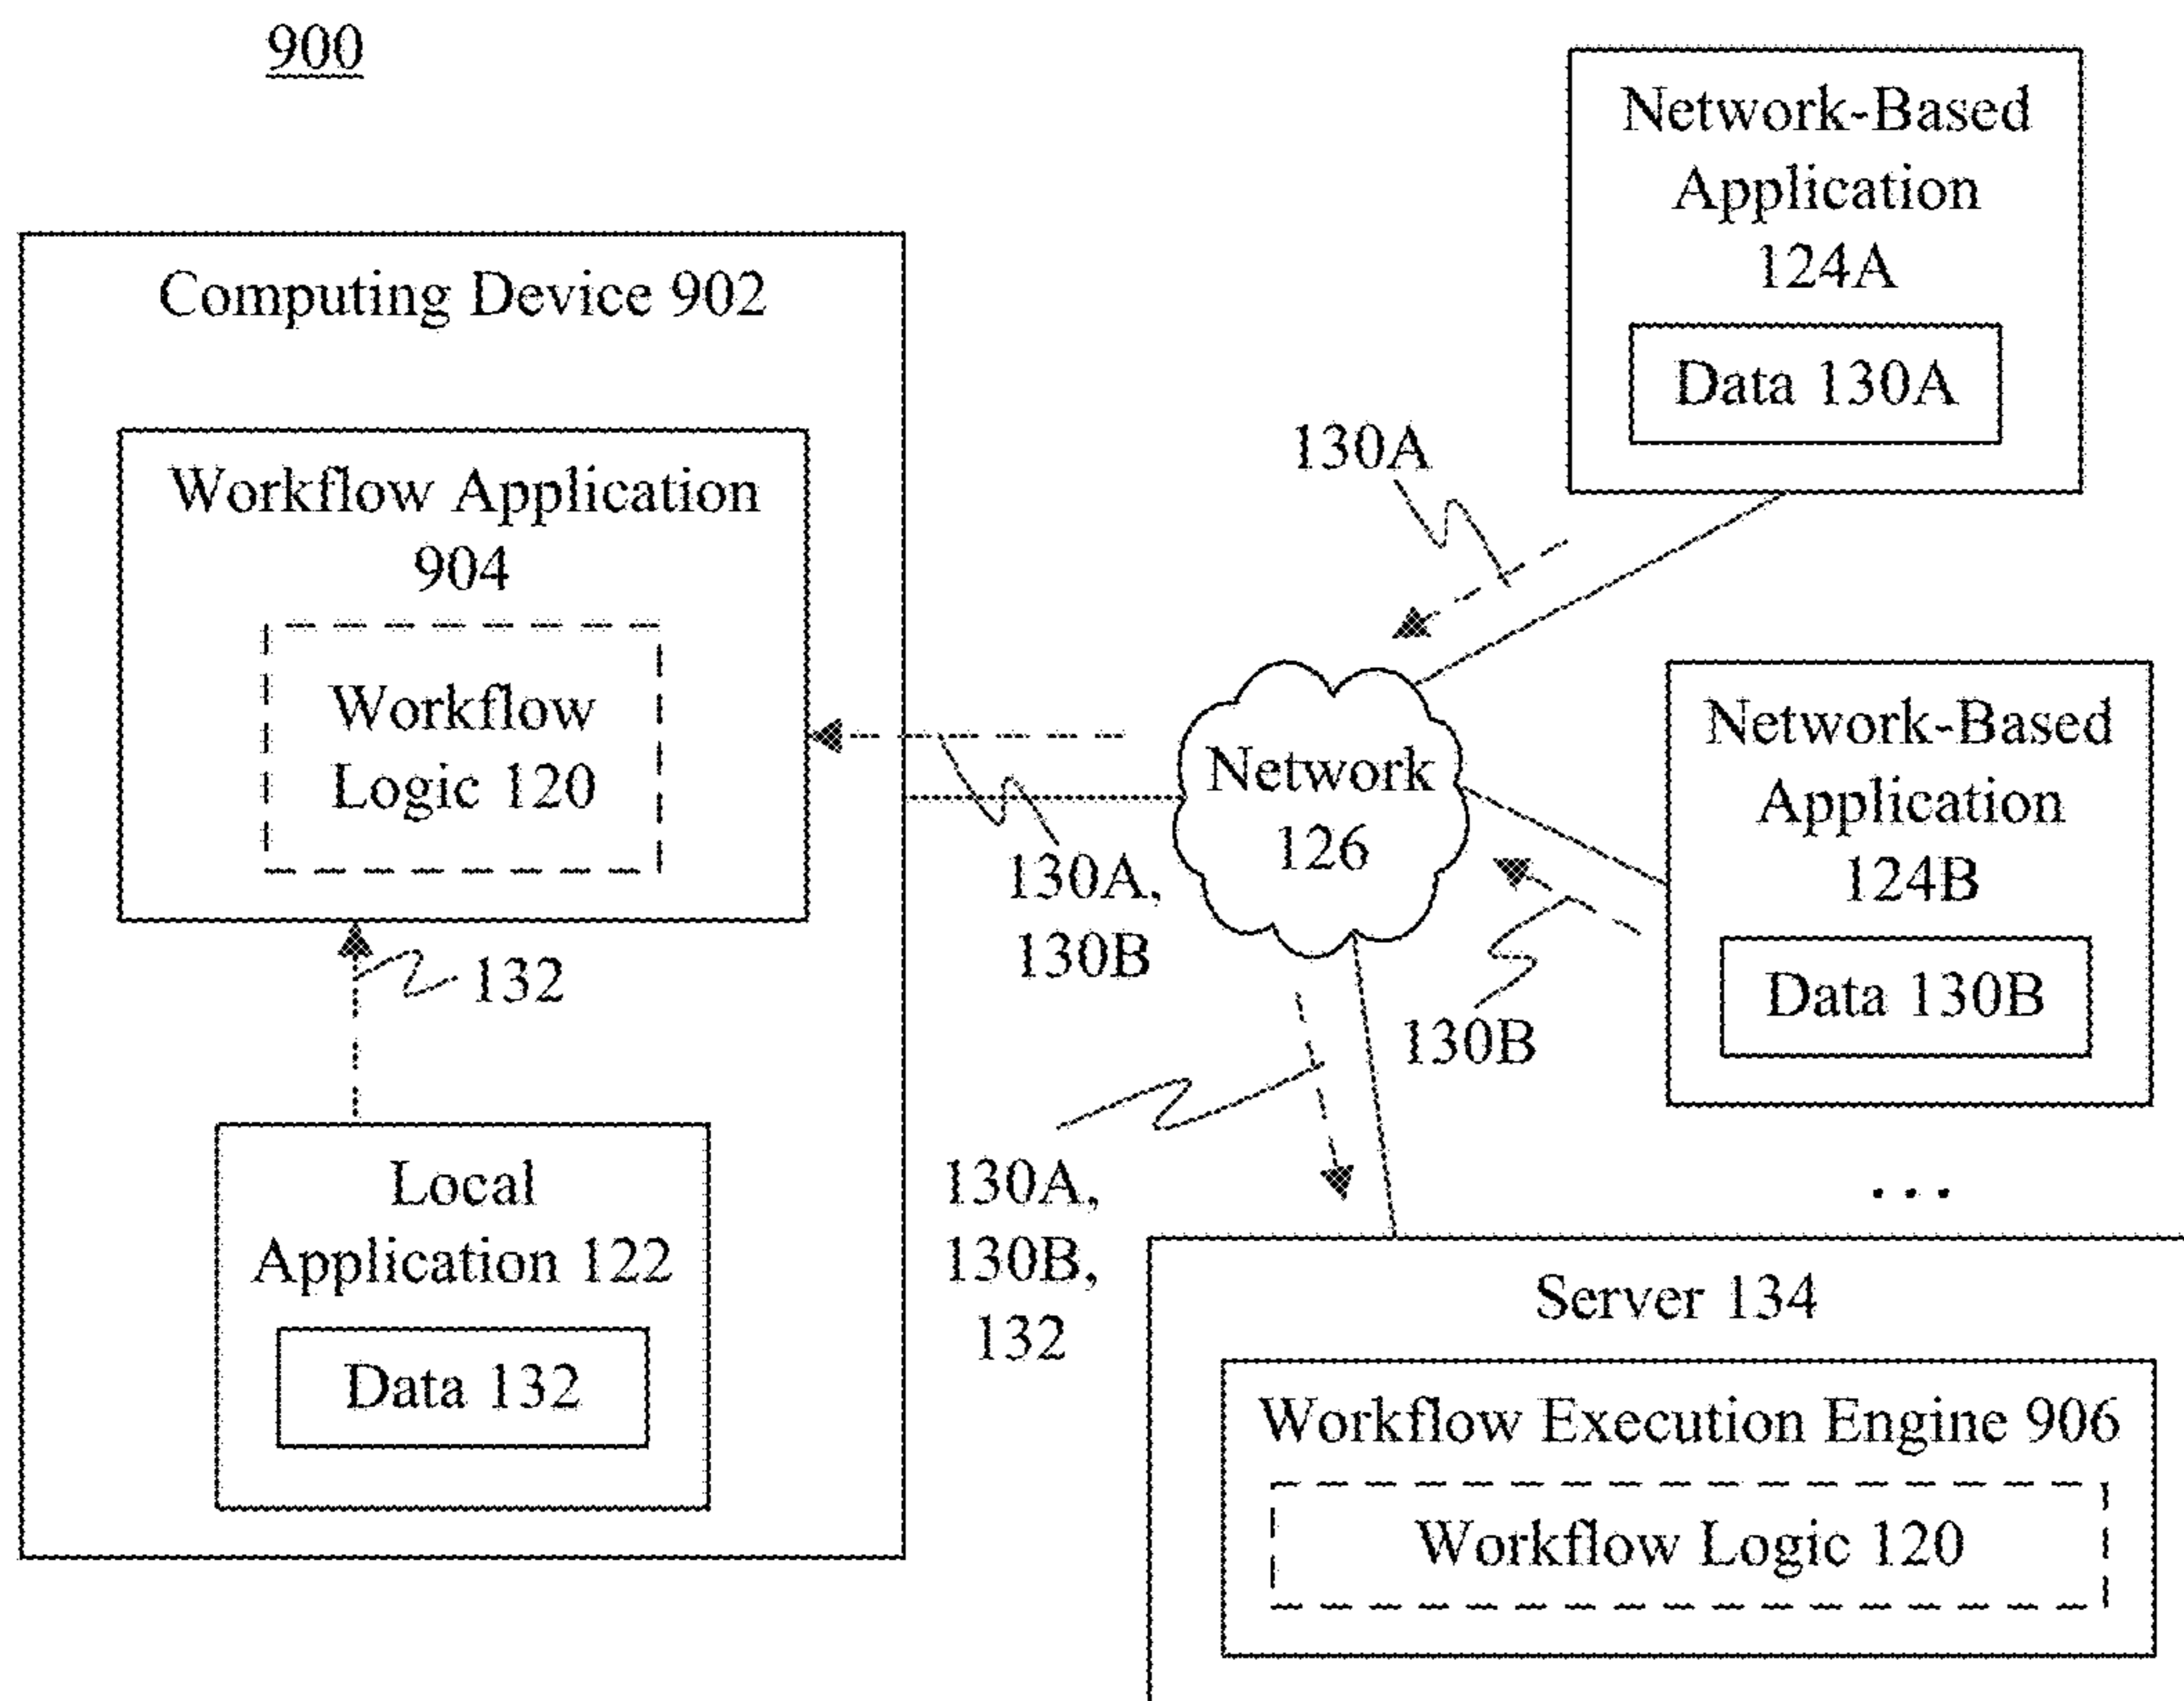 900
Computing Device 902
Workflow Application
904
Workflow
Logic 120
132
Local
Application 122
Data 132
130A,
130B
Network
126
130A
Network-Based
Application
124A
Data 130A
Network-Based
Application
124B
Data 130B
130B
130A,
130B,
132
...
Server 134
Workflow Execution Engine 906
Workflow Logic 120